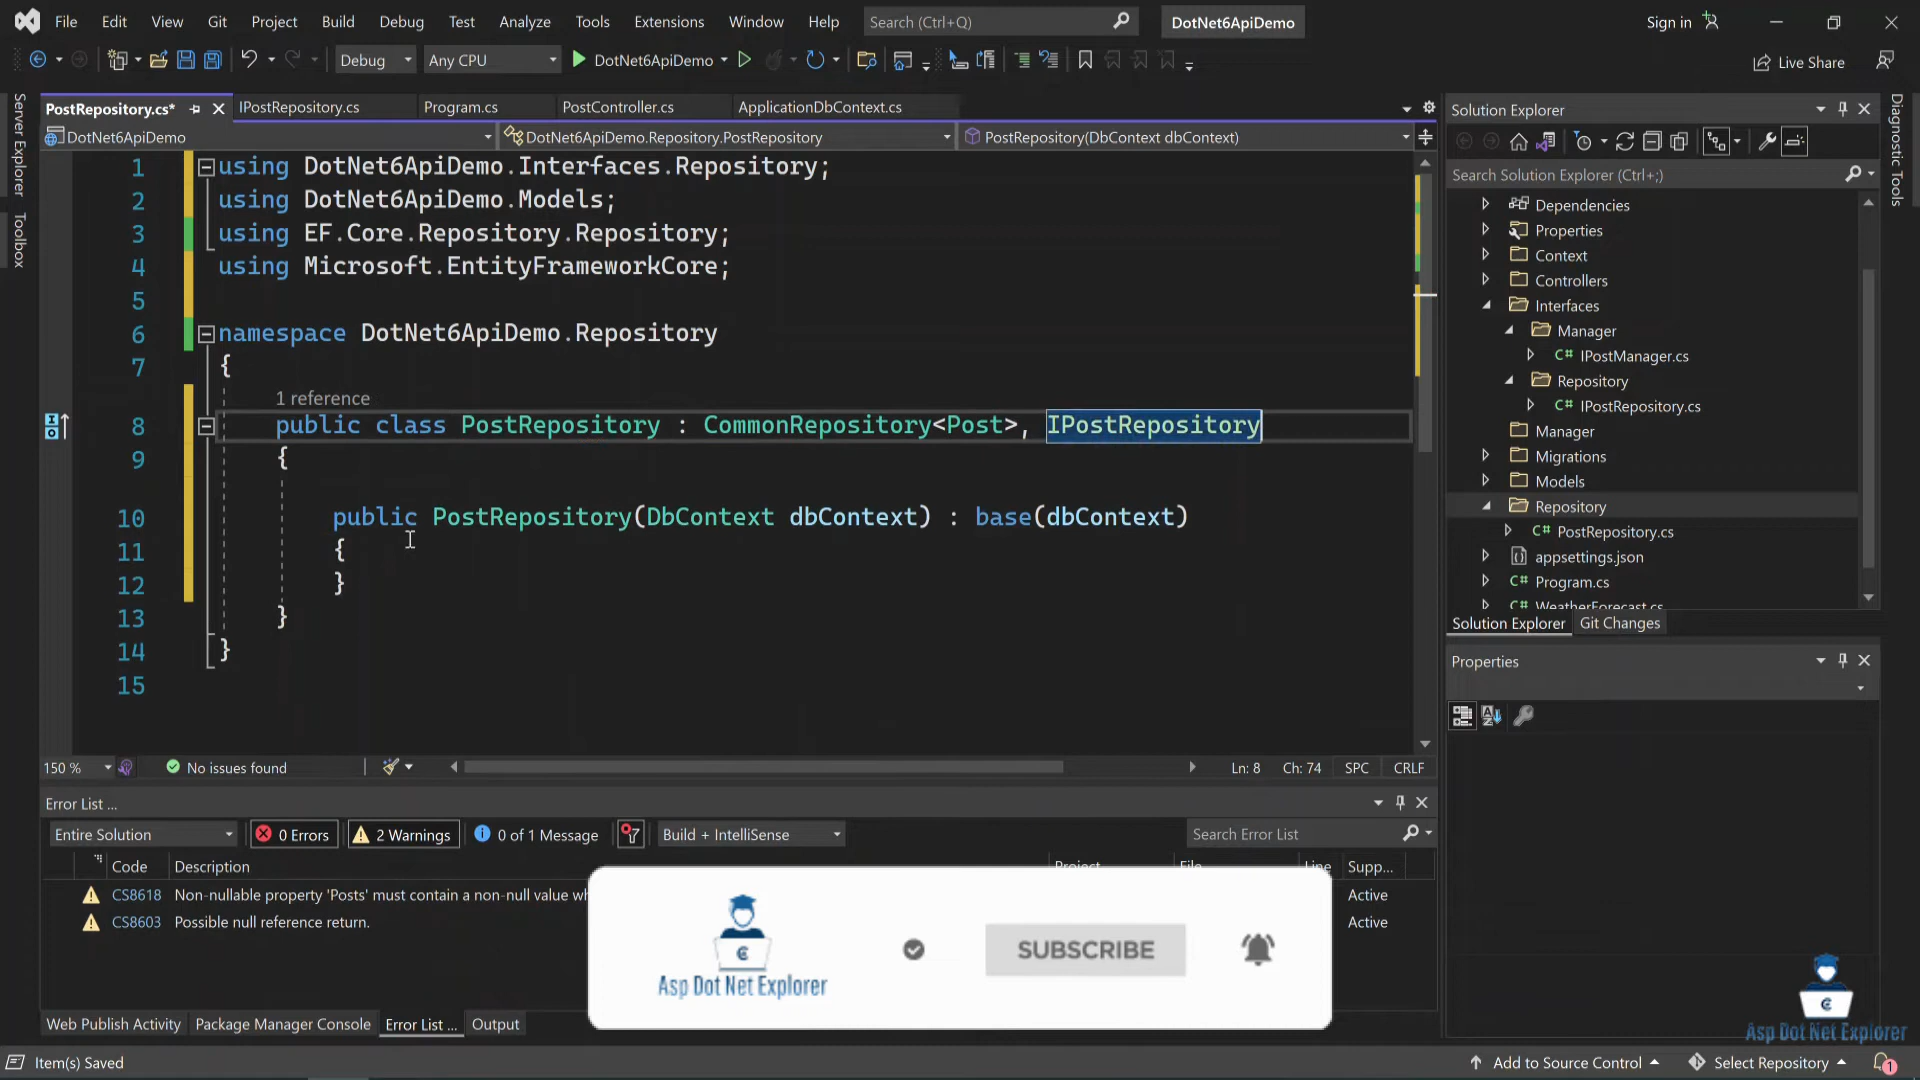 File Edit View Git Project Build Debug Test Analyze Tools Extensions Window Help Search (Ctrl+Q) DotNet6ApiDemo Sign in
Debug Any CPU DotNet6ApiDemo Live Share
PostRepository.cs* IPostRepository.cs Program.cs PostController.cs ApplicationDbContext.cs
DotNet6ApiDemo DotNet6ApiDemo.Repository.PostRepository PostRepository(DbContext dbContext)
Server Explorer
Toolbox
1 using DotNet6ApiDemo.Interfaces.Repository;
2 using DotNet6ApiDemo.Models;
3 using EF.Core.Repository.Repository;
4 using Microsoft.EntityFrameworkCore;
5
6 namespace DotNet6ApiDemo.Repository
7 {
1 reference
8 public class PostRepository : CommonRepository<Post>, IPostRepository
9 {
10 public PostRepository(DbContext dbContext) : base(dbContext)
11 {
12 }
13 }
14 }
15
150 % No issues found Ln: 8 Ch: 74 SPC CRLF
Error List ...
Entire Solution 0 Errors 2 Warnings 0 of 1 Message Build + IntelliSense Search Error List
Code Description Project File Line Supp...
CS8618 Non-nullable property 'Posts' must contain a non-null value Active
CS8603 Possible null reference return. Active
Asp Dot Net Explorer
SUBSCRIBE
Web Publish Activity Package Manager Console Error List ... Output
Solution Explorer
Search Solution Explorer (Ctrl+;)
Dependencies
Properties
Context
Controllers
Interfaces
Manager
C# IPostManager.cs
Repository
C# IPostRepository.cs
Manager
Migrations
Models
Repository
C# PostRepository.cs
appsettings.json
C# Program.cs
C# WeatherForecast.cs
Solution Explorer Git Changes
Properties
Diagnostic Tools
Asp Dot Net Explorer
Item(s) Saved Add to Source Control Select Repository 1